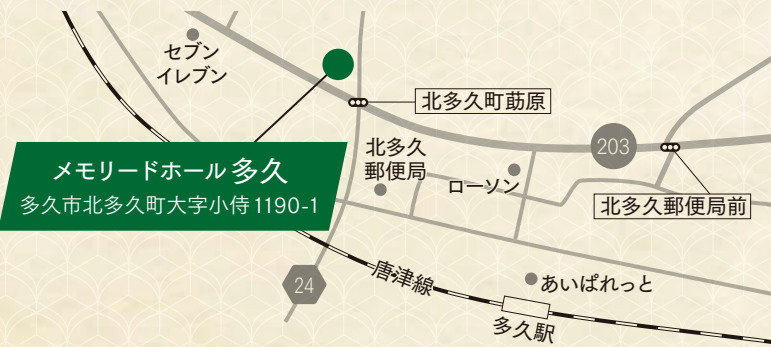 セブン
イレブン
北多久町莇原
メモリードホール 多久
多久市北多久町大字小侍1190-1
北多久
郵便局
ローソン
203
北多久郵便局前
24
唐津線
あいぱれっと
多久駅